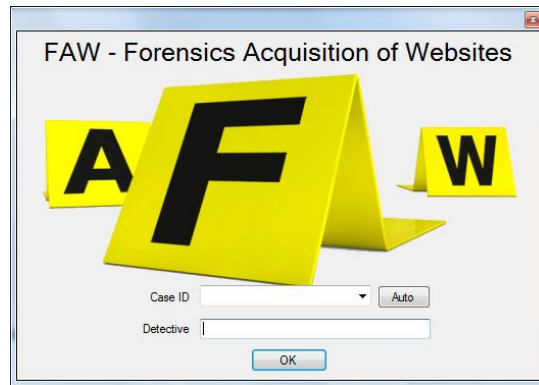 FAW - Forensics Acquisition of Websites
A F W
Case ID
Auto
Detective
OK